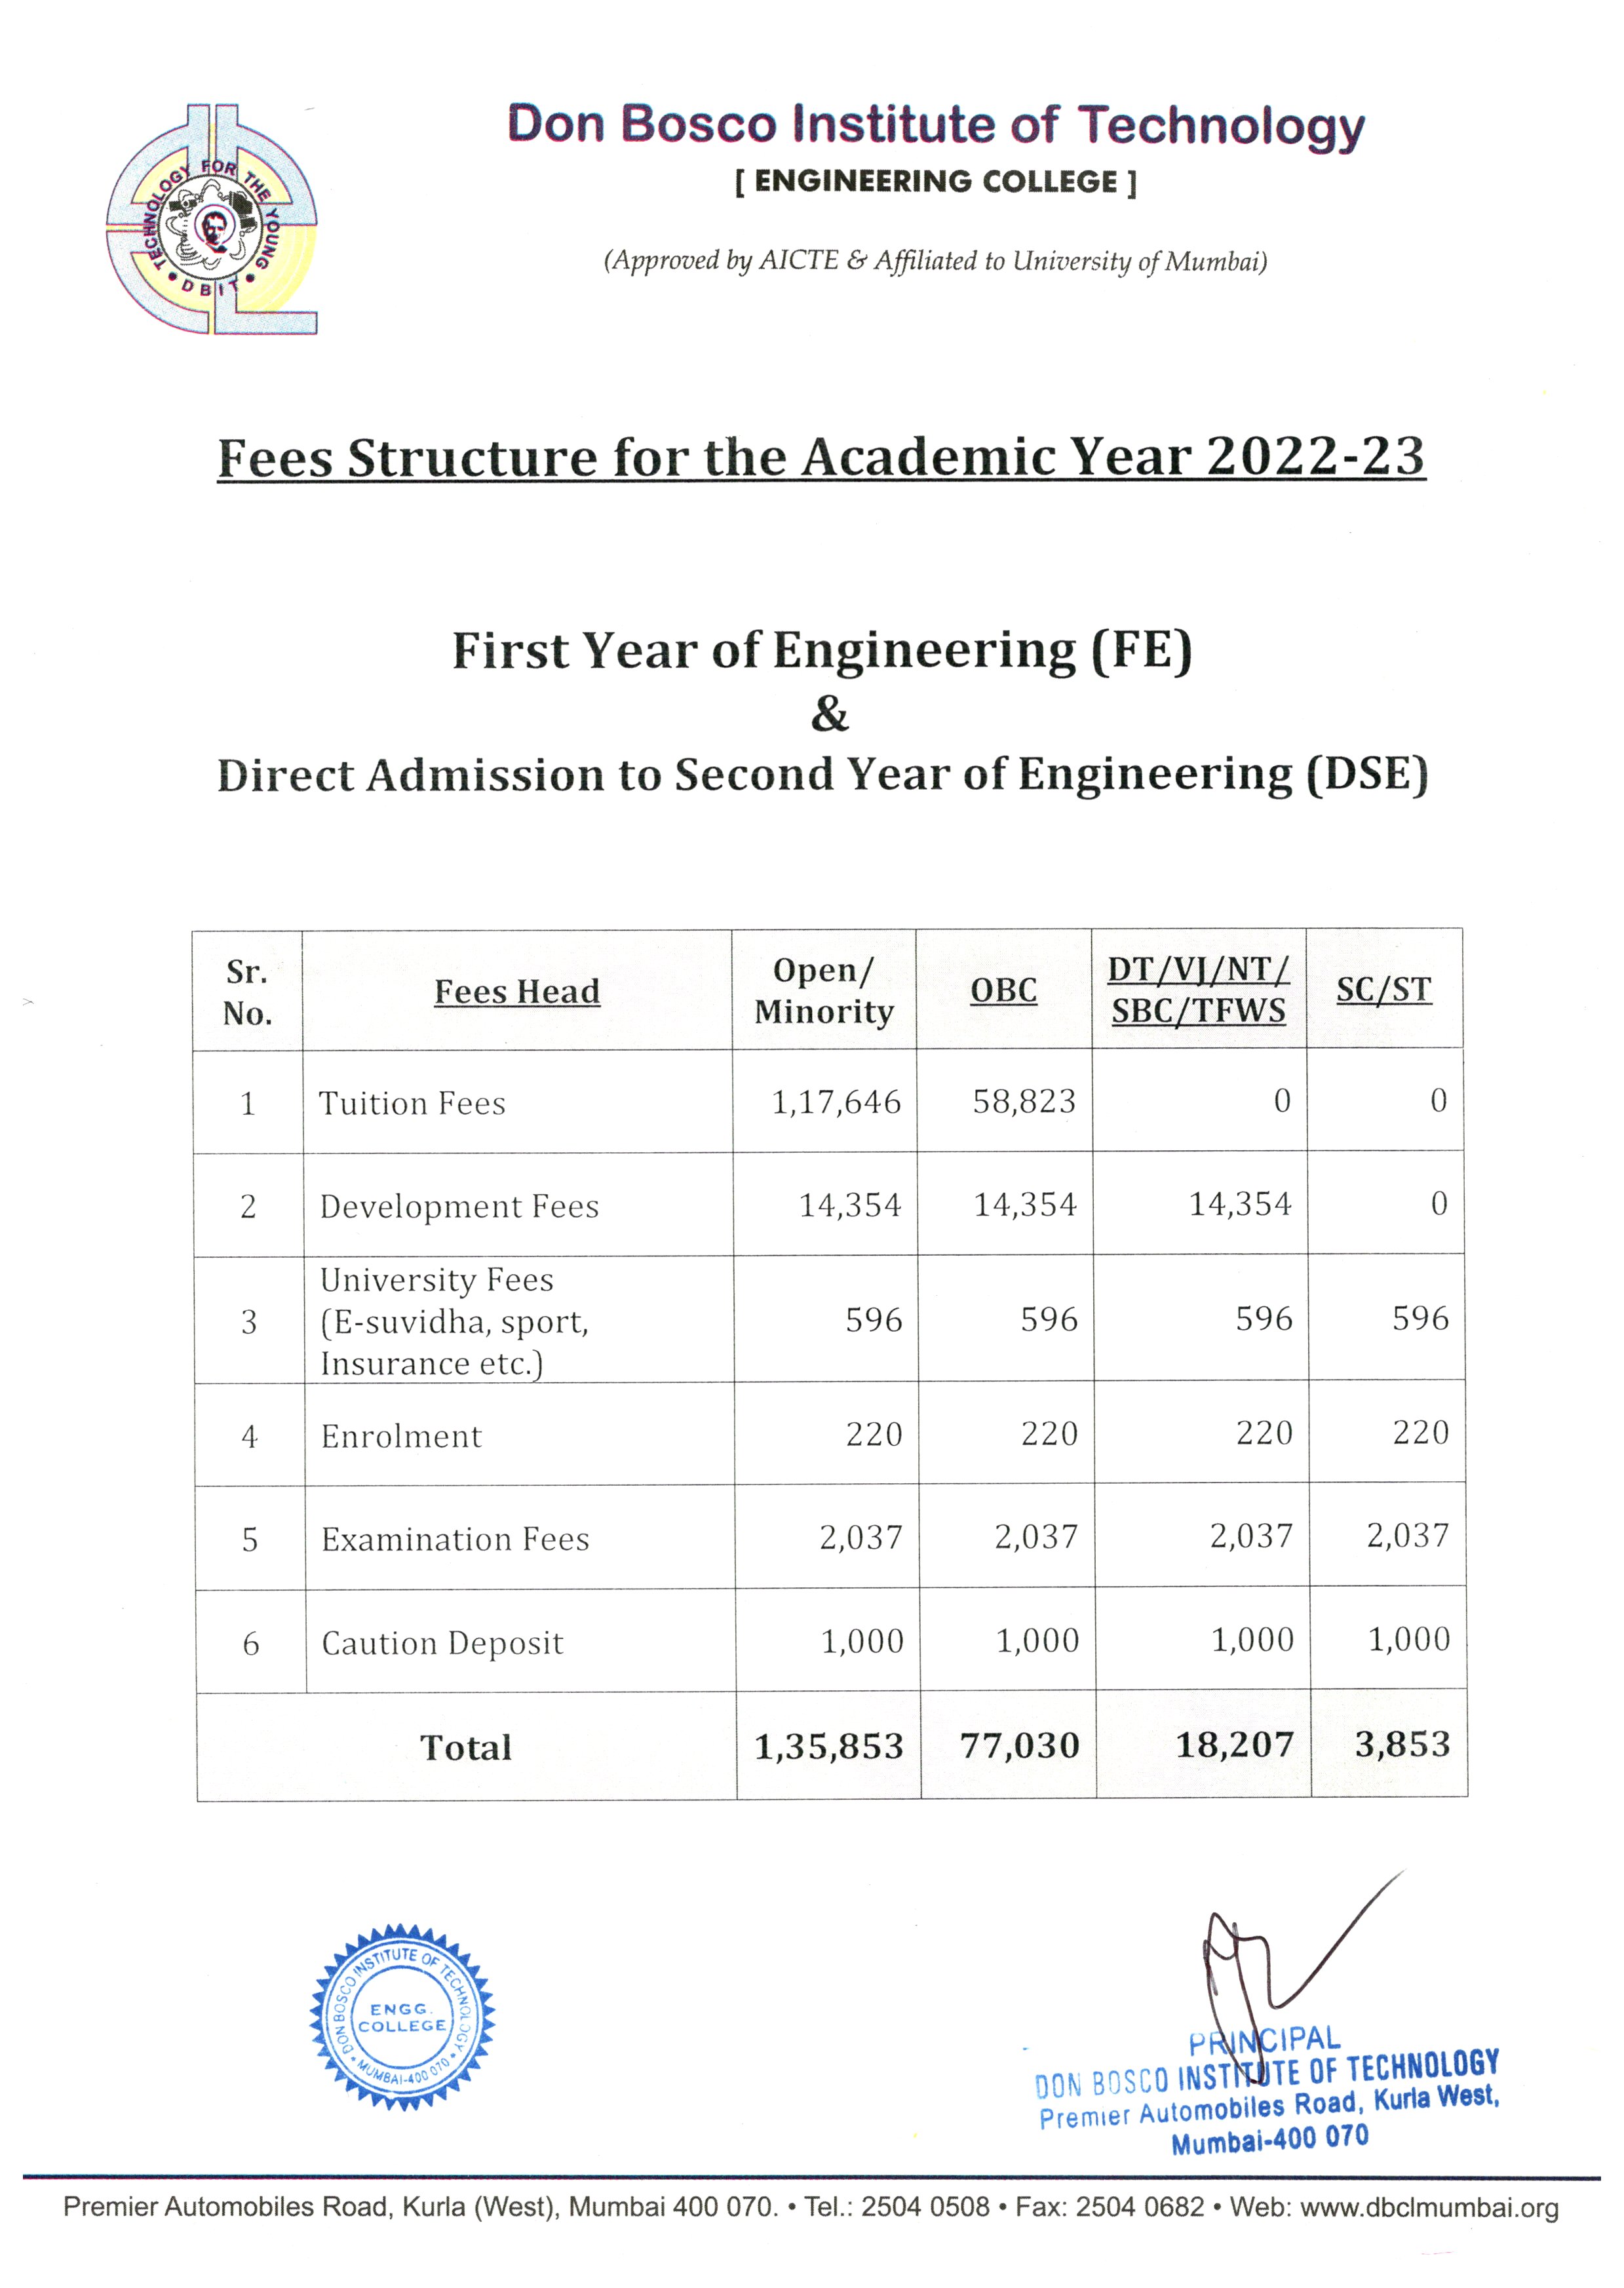 TECHNOLOGY FOR THE YOUNG
• DBIT •
Don Bosco Institute of Technology
[ ENGINEERING COLLEGE ]
(Approved by AICTE & Affiliated to University of Mumbai)
Fees Structure for the Academic Year 2022-23
First Year of Engineering (FE)
&
Direct Admission to Second Year of Engineering (DSE)
Sr. No. Fees Head Open/ Minority OBC DT/VJ/NT/ SBC/TFWS SC/ST
1 Tuition Fees 1,17,646 58,823 0 0
2 Development Fees 14,354 14,354 14,354 0
University Fees
3 (E-suvidha, sport, 596 596 596 596
Insurance etc.)
4 Enrolment 220 220 220 220
5 Examination Fees 2,037 2,037 2,037 2,037
6 Caution Deposit 1,000 1,000 1,000 1,000
Total 1,35,853 77,030 18,207 3,853
DON BOSCO INSTITUTE OF TECHNOLOGY
ENGG.
COLLEGE
• MUMBAI-400 070 •
PRINCIPAL
DON BOSCO INSTITUTE OF TECHNOLOGY
Premier Automobiles Road, Kurla West,
Mumbai-400 070
Premier Automobiles Road, Kurla (West), Mumbai 400 070. • Tel.: 2504 0508 • Fax: 2504 0682 • Web: www.dbclmumbai.org